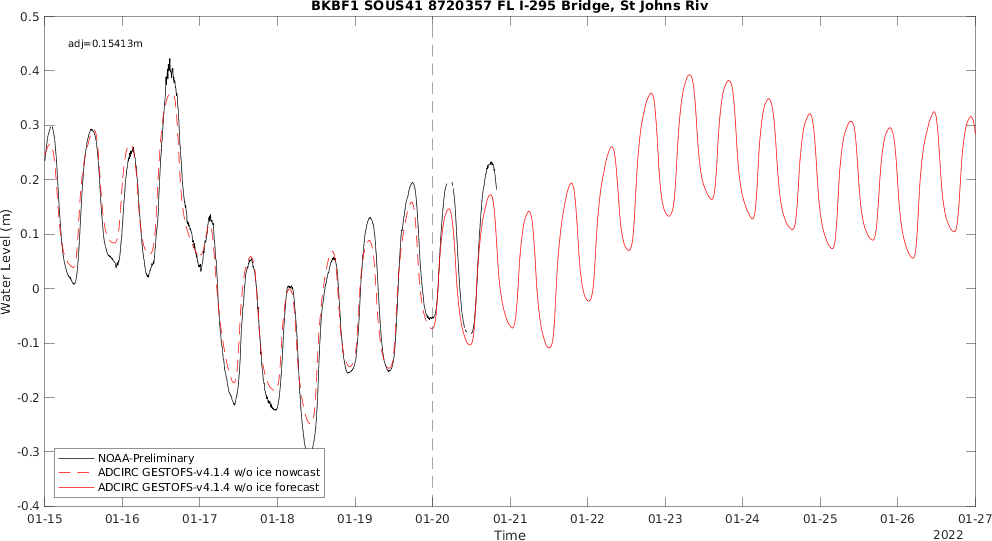 BKBF1 SOUS41 8720357 FL I-295 Bridge, St Johns Riv
adj=0.15413m
0.5
0.4
0.3
0.2
0.1
0
-0.1
-0.2
-0.3
-0.4
Water Level (m)
NOAA-Preliminary
ADCIRC GESTOFS-v4.1.4 w/o ice nowcast
ADCIRC GESTOFS-v4.1.4 w/o ice forecast
01-15 01-16 01-17 01-18 01-19 01-20 01-21 01-22 01-23 01-24 01-25 01-26 01-27
Time
2022